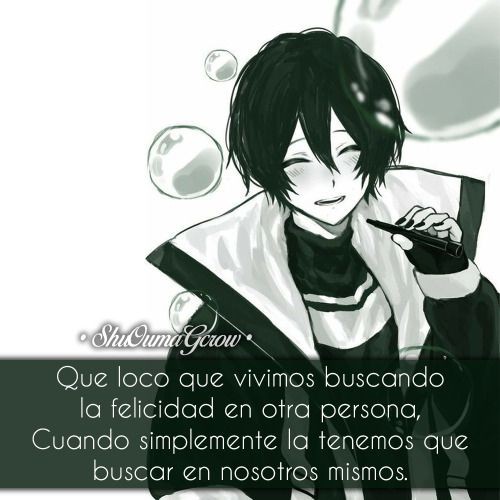 • ShuOumaGcrow •
Que loco que vivimos buscando
la felicidad en otra persona,
Cuando simplemente la tenemos que
buscar en nosotros mismos.